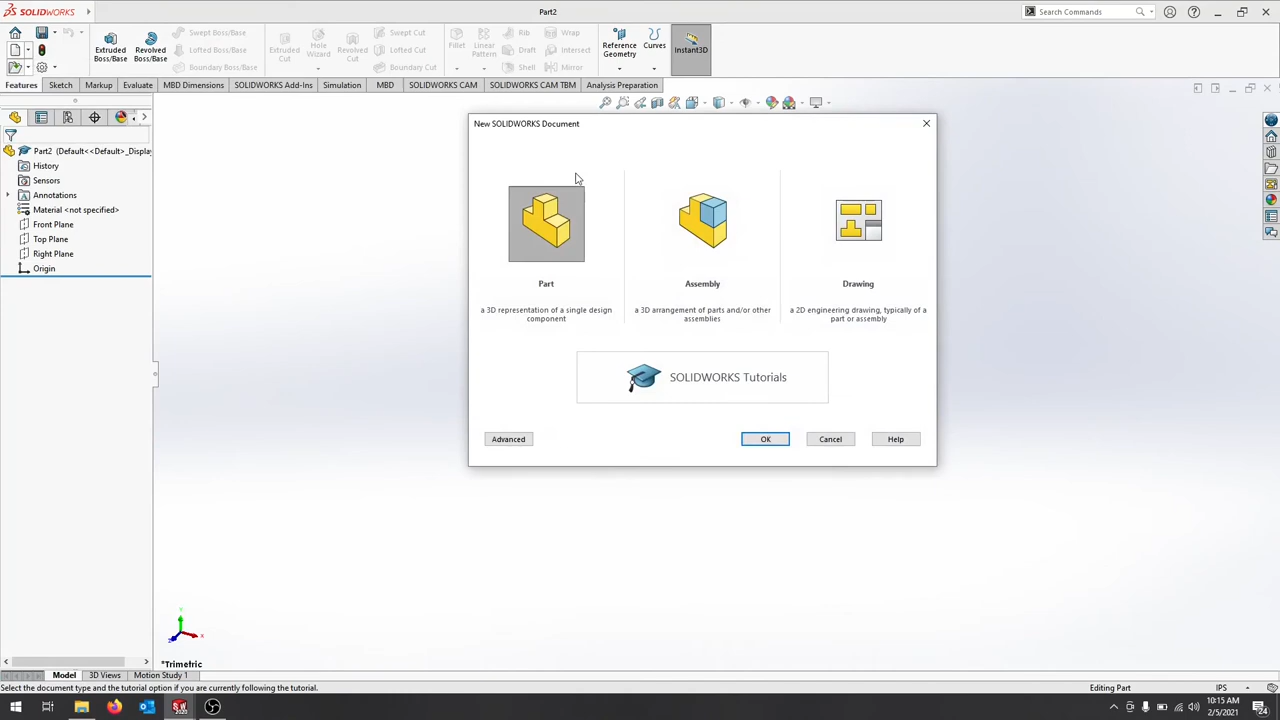 SOLIDWORKS
Part2
Search Commands
Extruded Boss/Base
Revolved Boss/Base
Swept Boss/Base
Lofted Boss/Base
Boundary Boss/Base
Extruded Cut
Hole Wizard
Revolved Cut
Swept Cut
Lofted Cut
Boundary Cut
Fillet
Linear Pattern
Rib
Draft
Shell
Wrap
Intersect
Mirror
Reference Geometry
Curves
Instant3D
Features
Sketch
Markup
Evaluate
MBD Dimensions
SOLIDWORKS Add-Ins
Simulation
MBD
SOLIDWORKS CAM
SOLIDWORKS CAM TBM
Analysis Preparation
Part2 (Default<<Default>_Display
History
Sensors
Annotations
Material <not specified>
Front Plane
Top Plane
Right Plane
Origin
New SOLIDWORKS Document
Part
a 3D representation of a single design
component
Assembly
a 3D arrangement of parts and/or other
assemblies
Drawing
a 2D engineering drawing, typically of a
part or assembly
SOLIDWORKS Tutorials
Advanced
OK
Cancel
Help
*Trimetric
Model
3D Views
Motion Study 1
Select the document type and the tutorial option if you are currently following the tutorial.
Editing Part
IPS
10:15 AM
2/5/2021